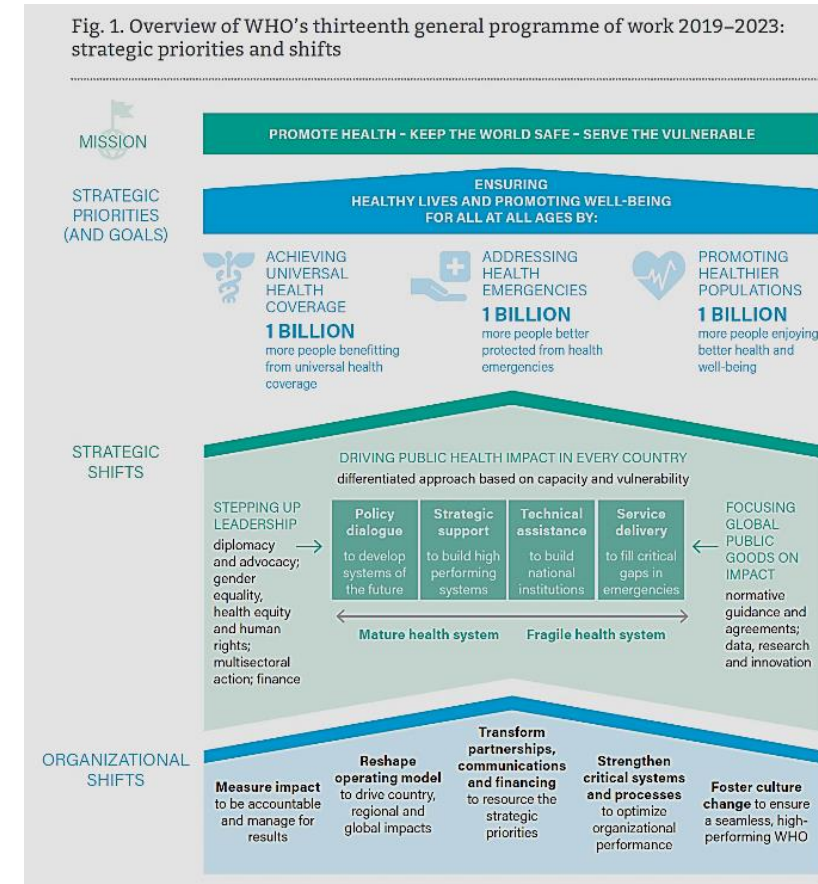 Fig. 1. Overview of WHO's thirteenth general programme of work 2019–2023:
strategic priorities and shifts
MISSION
PROMOTE HEALTH – KEEP THE WORLD SAFE – SERVE THE VULNERABLE
STRATEGIC
PRIORITIES
(AND GOALS)
ENSURING
HEALTHY LIVES AND PROMOTING WELL-BEING
FOR ALL AT ALL AGES BY:
ACHIEVING
UNIVERSAL
HEALTH
COVERAGE
1 BILLION
more people benefitting
from universal health
coverage
ADDRESSING
HEALTH
EMERGENCIES
1 BILLION
more people better
protected from health
emergencies
PROMOTING
HEALTHIER
POPULATIONS
1 BILLION
more people enjoying
better health and
well-being
STRATEGIC
SHIFTS
DRIVING PUBLIC HEALTH IMPACT IN EVERY COUNTRY
differentiated approach based on capacity and vulnerability
STEPPING UP
LEADERSHIP
diplomacy
and advocacy;
gender
equality,
health equity
and human
rights;
multisectoral
action; finance
Policy
dialogue
to develop
systems of
the future
Strategic
support
to build high
performing
systems
Technical
assistance
to build
national
institutions
Service
delivery
to fill critical
gaps in
emergencies
Mature health system
Fragile health system
FOCUSING
GLOBAL
PUBLIC
GOODS ON
IMPACT
normative
guidance and
agreements;
data, research
and innovation
ORGANIZATIONAL
SHIFTS
Measure impact
to be accountable
and manage for
results
Reshape
operating model
to drive country,
regional and
global impacts
Transform
partnerships,
communications
and financing
to resource the
strategic
priorities
Strengthen
critical systems
and processes
to optimize
organizational
performance
Foster culture
change to ensure
a seamless, high-
performing WHO